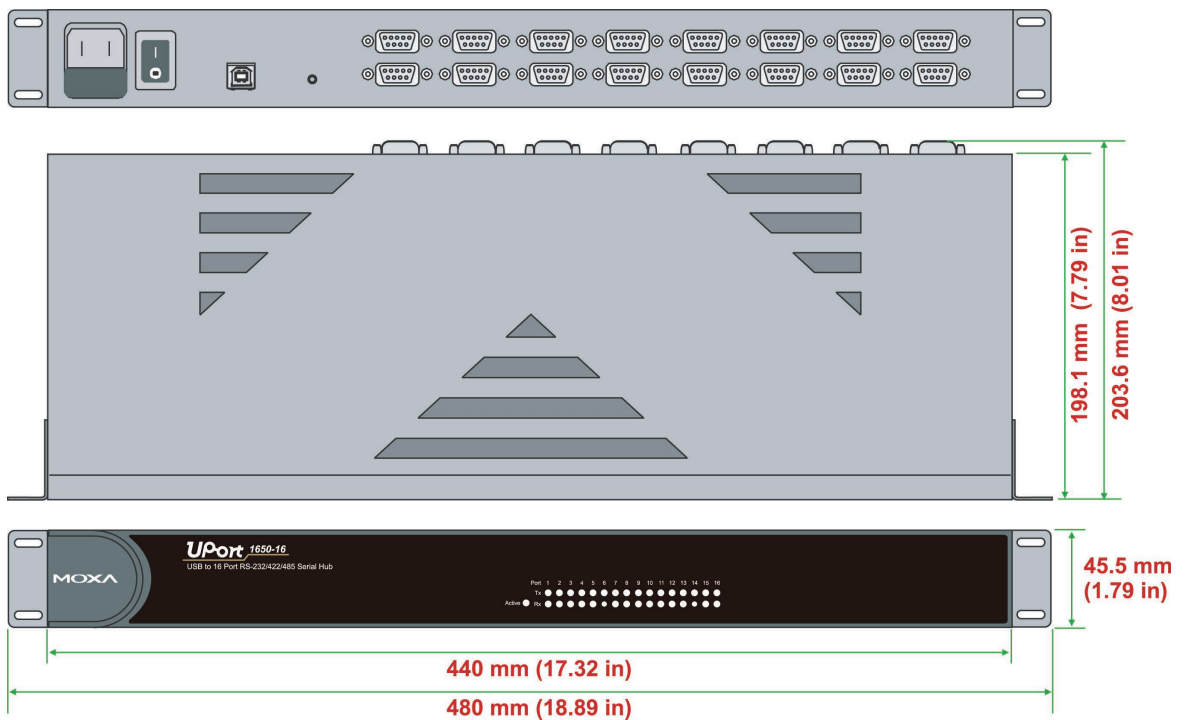 198.1 mm (7.79 in)
203.6 mm (8.01 in)
MOXA
UPort 1650-16
USB to 16 Port RS-232/422/485 Serial Hub
Port 1 2 3 4 5 6 7 8 9 10 11 12 13 14 15 16
Tx
Active Rx
45.5 mm
(1.79 in)
440 mm (17.32 in)
480 mm (18.89 in)